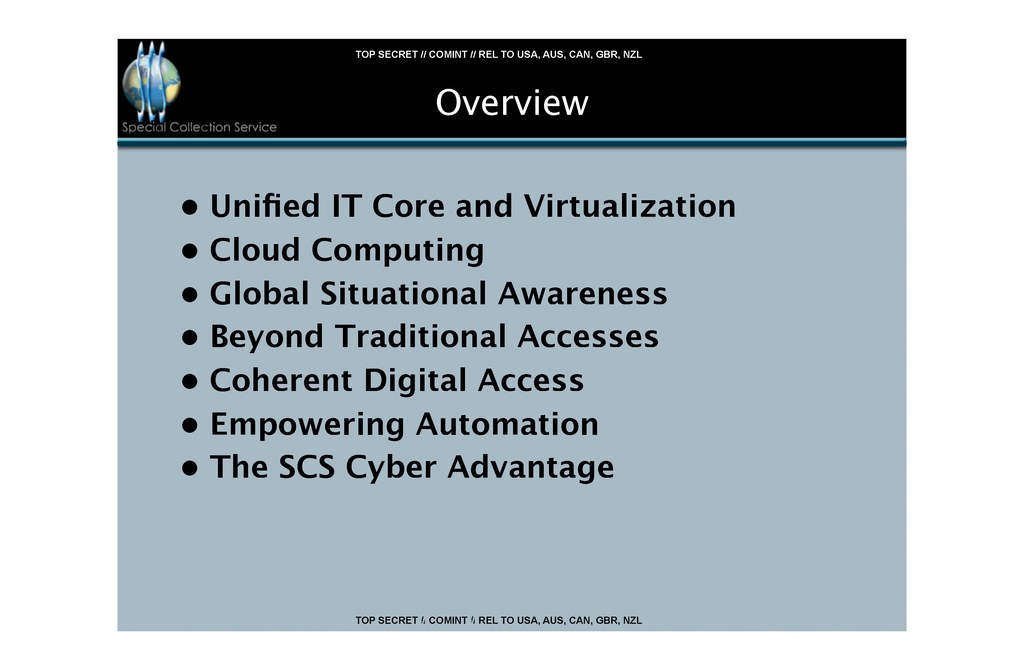 TOP SECRET // COMINT // REL TO USA, AUS, CAN, GBR, NZL
Overview
Special Collection Service
• Unified IT Core and Virtualization
• Cloud Computing
• Global Situational Awareness
• Beyond Traditional Accesses
• Coherent Digital Access
• Empowering Automation
• The SCS Cyber Advantage
TOP SECRET // COMINT // REL TO USA, AUS, CAN, GBR, NZL